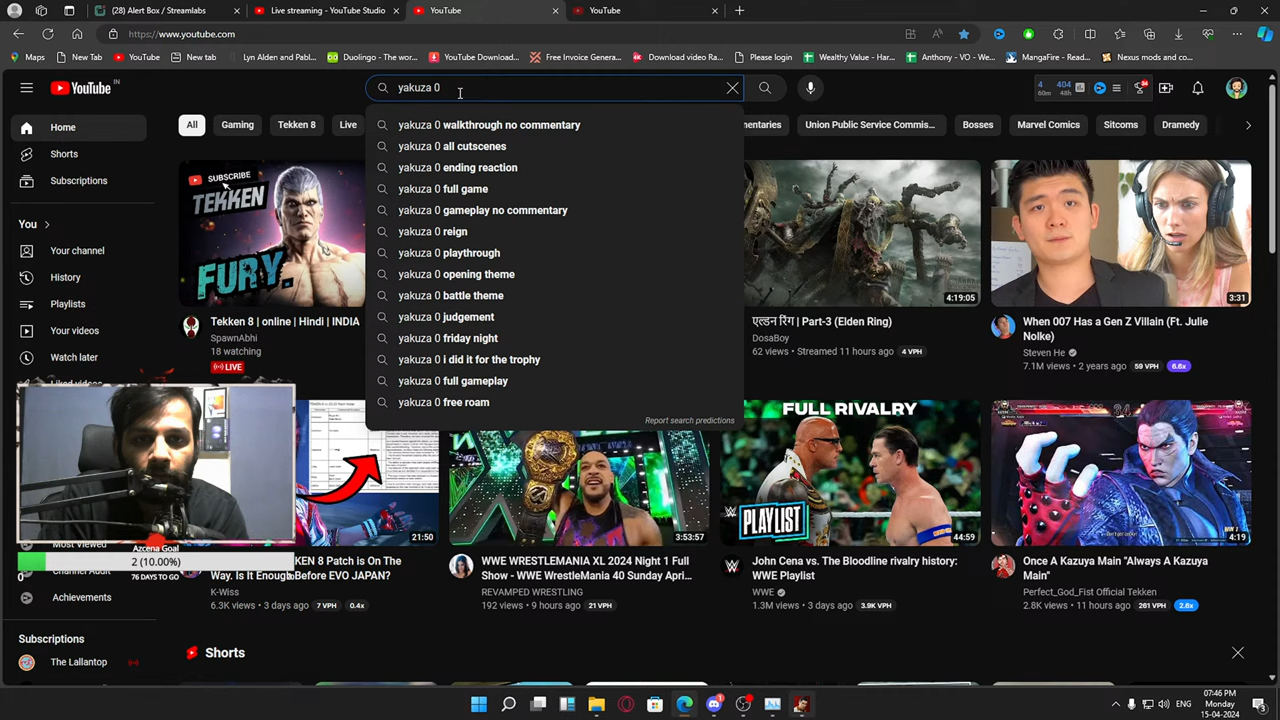 (28) Alert Box / Streamlabs
Live streaming - YouTube Studio
YouTube
YouTube
https://www.youtube.com
Maps
New Tab
YouTube
New tab
Lyn Alden and Pabl...
Duolingo - The wor...
YouTube Download...
Free Invoice Genera...
Download video Ra...
Please login
Wealthy Value - Har...
Anthony - VO - We...
MangaFire - Read...
Nexus mods and co...
YouTube IN
yakuza 0
4 60m
404 48h
Home
Shorts
Subscriptions
You
Your channel
History
Playlists
Your videos
Watch later
All
Gaming
Tekken 8
Live
mentaries
Union Public Service Commis...
Bosses
Marvel Comics
Sitcoms
Dramedy
yakuza 0 walkthrough no commentary
yakuza 0 all cutscenes
yakuza 0 ending reaction
yakuza 0 full game
yakuza 0 gameplay no commentary
yakuza 0 reign
yakuza 0 playthrough
yakuza 0 opening theme
yakuza 0 battle theme
yakuza 0 judgement
yakuza 0 friday night
yakuza 0 i did it for the trophy
yakuza 0 full gameplay
yakuza 0 free roam
Report search predictions
SUBSCRIBE
TEKKEN
FURY.
Tekken 8 | online | Hindi | INDIA
SpawnAbhi
18 watching
LIVE
4:19:05
एल्डन रिंग | Part-3 (Elden Ring)
DosaBoy
62 views • Streamed 11 hours ago
4 VPH
3:31
When 007 Has a Gen Z Villain (Ft. Julie
Nolke)
Steven He
7.1M views • 2 years ago
59 VPH
6.6x
Azcena Goal
2 (10.00%)
0
76 DAYS TO GO
Achievements
Subscriptions
The Lallantop
21:50
KEN 8 Patch is On The
Way. Is It Enough Before EVO JAPAN?
K-Wiss
6.3K views • 3 days ago
7 VPH
0.4x
3:53:57
WWE WRESTLEMANIA XL 2024 Night 1 Full
Show - WWE WrestleMania 40 Sunday Apri...
REVAMPED WRESTLING
192 views • 9 hours ago
21 VPH
FULL RIVALRY
PLAYLIST
44:59
John Cena vs. The Bloodline rivalry history:
WWE Playlist
WWE
1.3M views • 3 days ago
3.9K VPH
4:19
Once A Kazuya Main "Always A Kazuya
Main"
Perfect_God_Fist Official Tekken
2.8K views • 11 hours ago
261 VPH
2.6x
Shorts
ENG
07:46 PM
Monday
15-04-2024